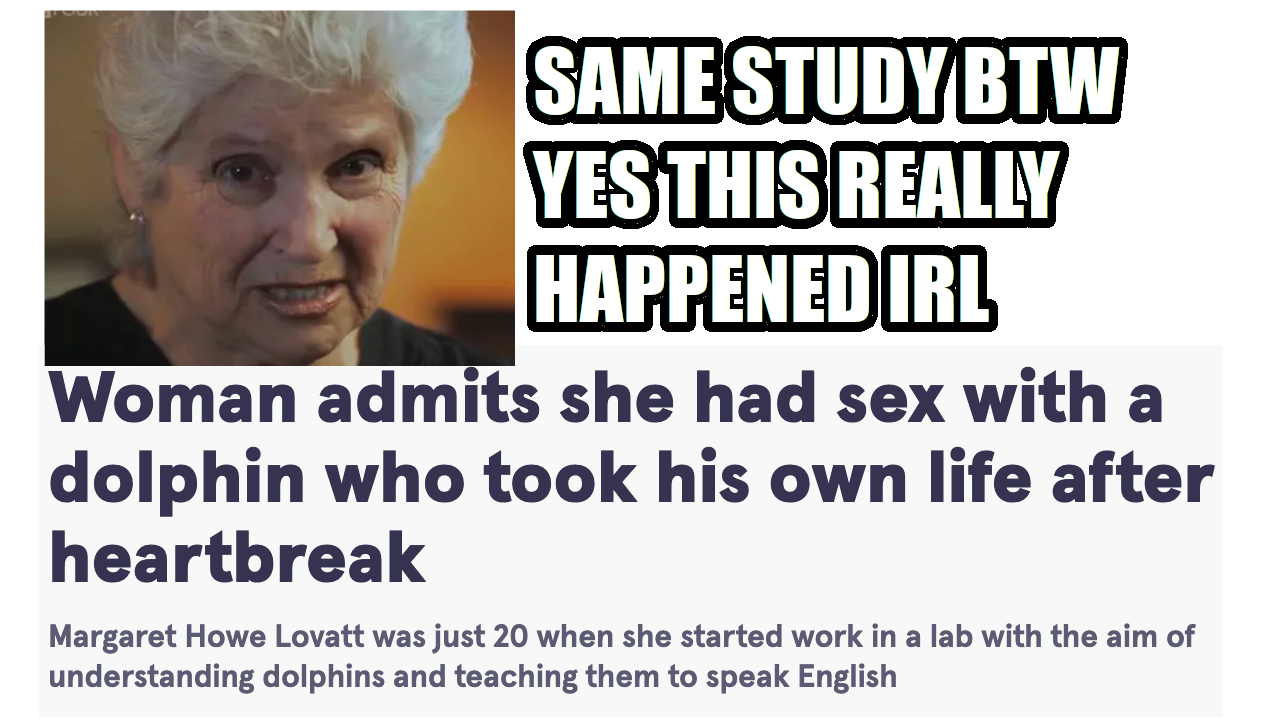 SAME STUDY BTW
YES THIS REALLY
HAPPENED IRL
Woman admits she had sex with a
dolphin who took his own life after
heartbreak
Margaret Howe Lovatt was just 20 when she started work in a lab with the aim of
understanding dolphins and teaching them to speak English